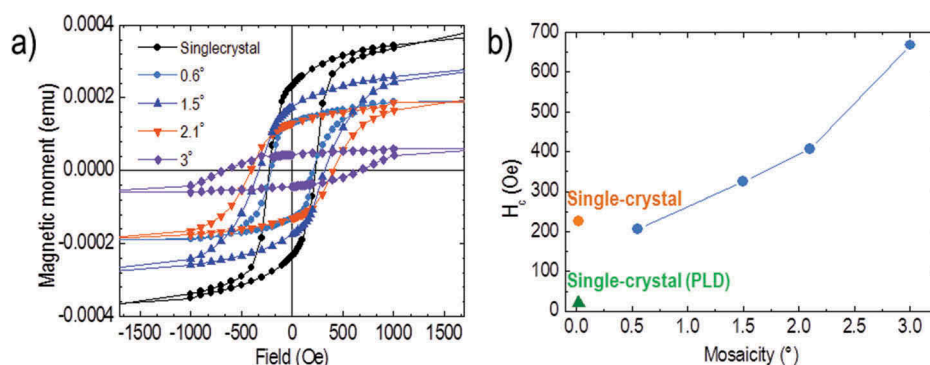 a)
Magnetic moment (emu)
0.0004
0.0002
0.0000
-0.0002
-0.0004
Singlecrystal
0.6°
1.5°
2.1°
3°
-1500 -1000 -500 0 500 1000 1500
Field (Oe)
b)
Hc (Oe)
700
600
500
400
300
200
100
0
Single-crystal
Single-crystal (PLD)
0.0 0.5 1.0 1.5 2.0 2.5 3.0
Mosaicity (°)